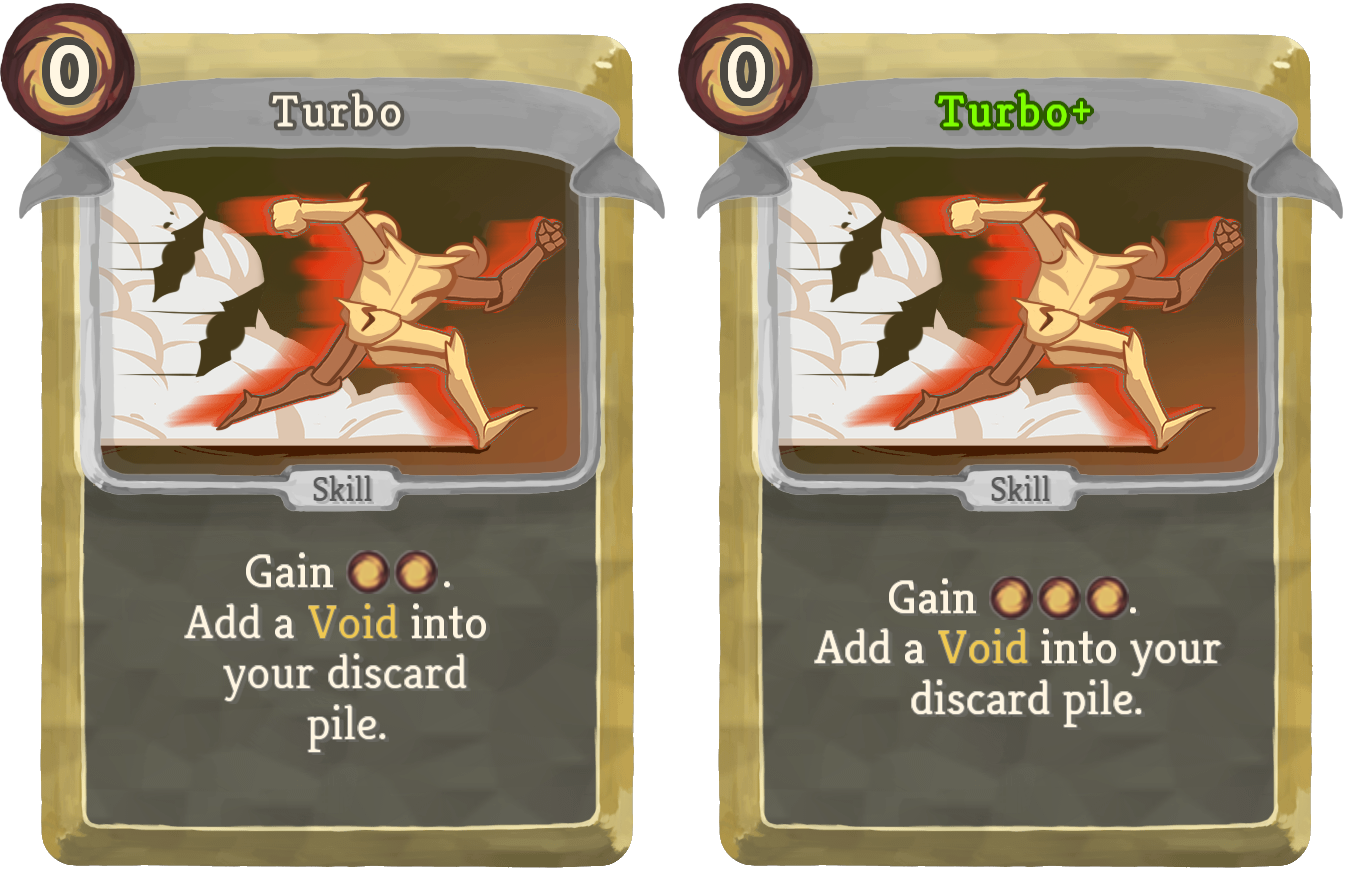 0
Turbo
Skill
Gain .
Add a Void into
your discard
pile.
0
Turbo+
Skill
Gain .
Add a Void into your
discard pile.